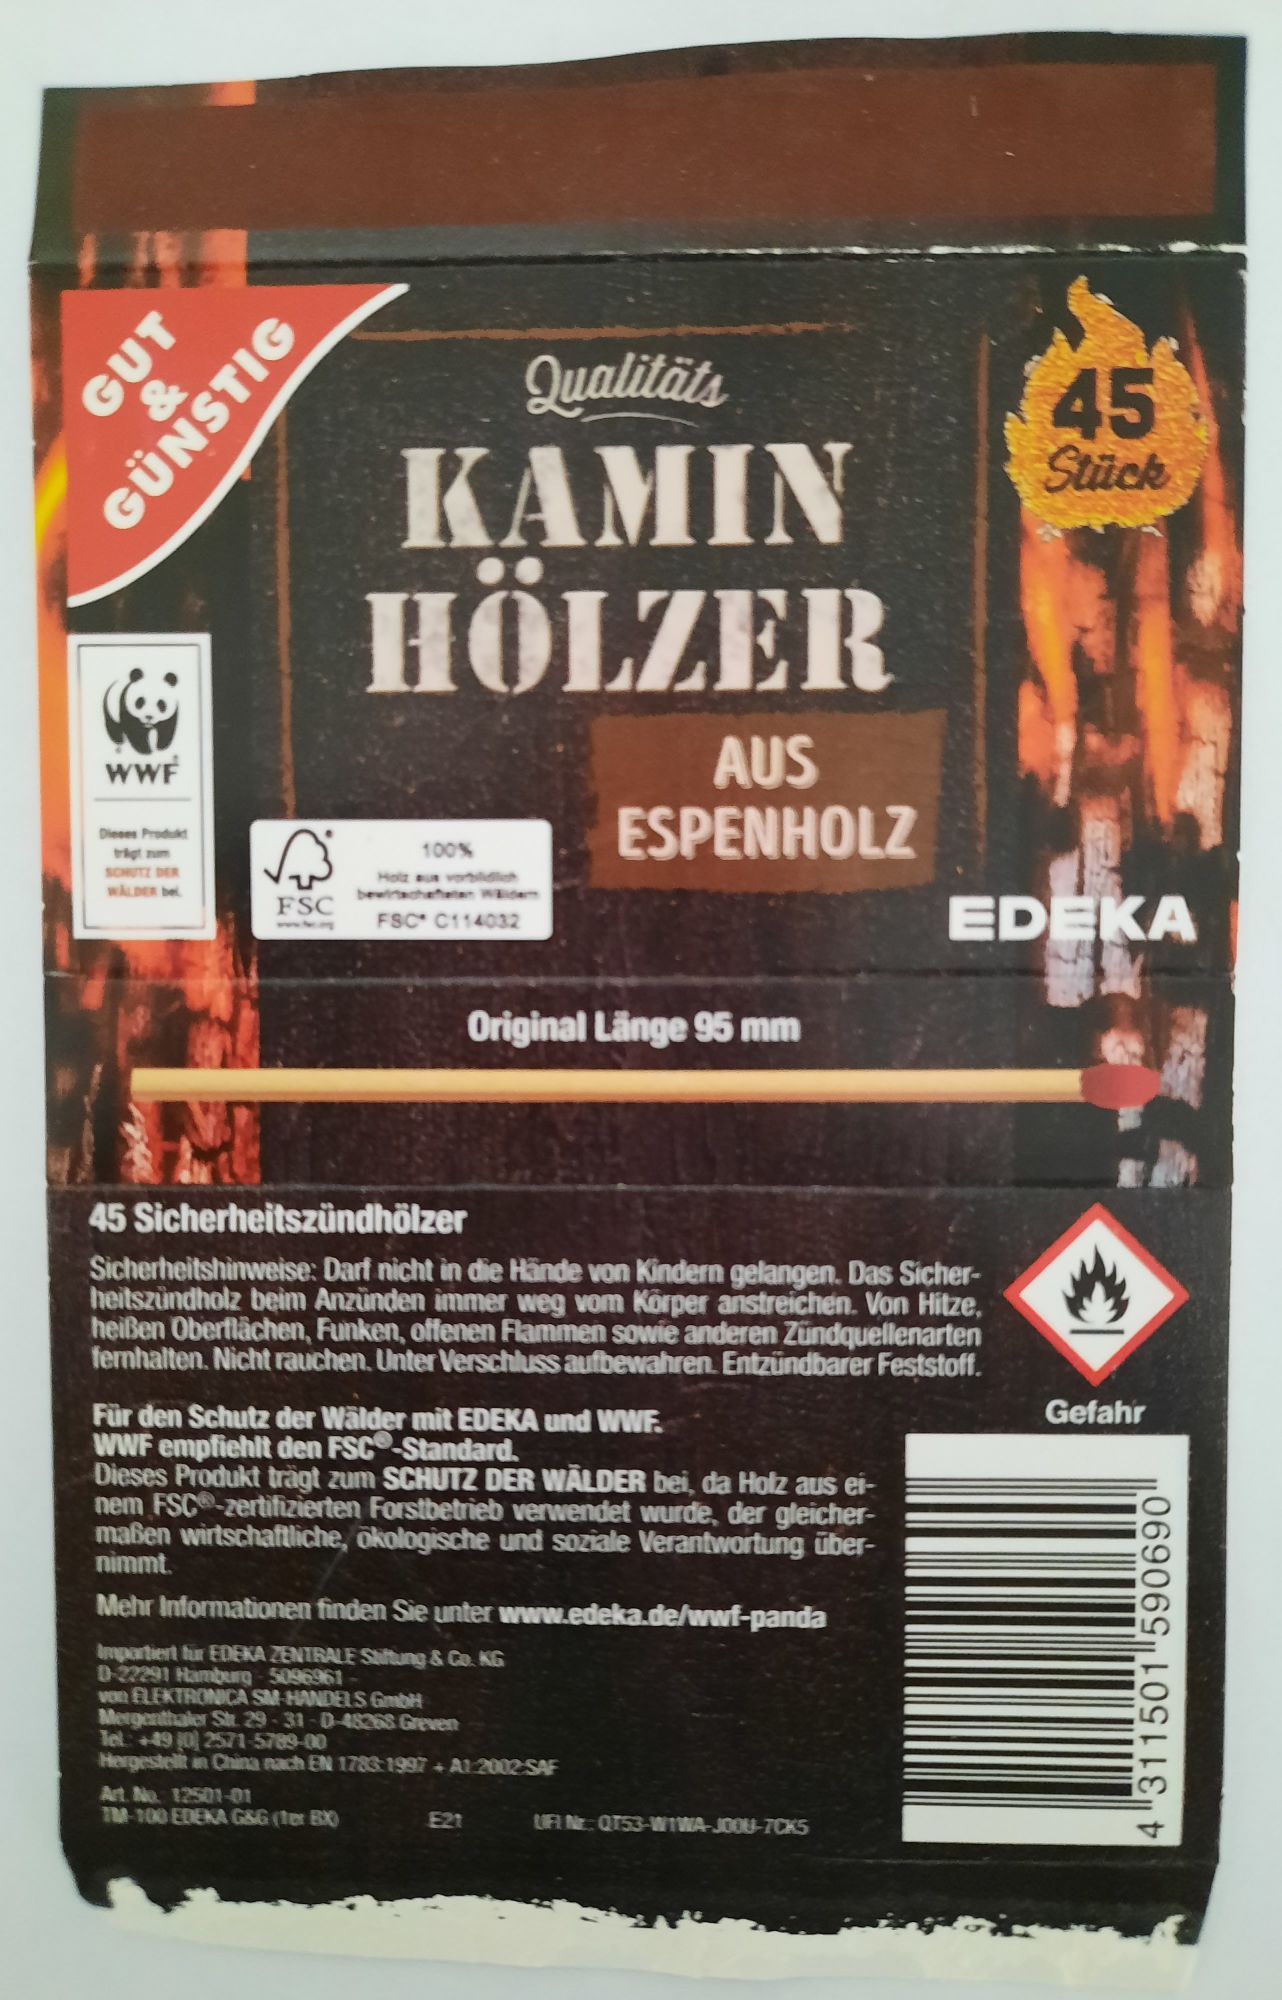 GUT
&
GÜNSTIG
Qualitäts
KAMIN
HÖLZER
AUS
ESPENHOLZ
45
Stück
WWF
Dieses Produkt
trägt zum
SCHUTZ DER
WÄLDER bei.
FSC
www.fsc.org
100%
Holz aus vorbildlich
bewirtschafteten Wäldern
FSC® C114032
EDEKA
Original Länge 95 mm
45 Sicherheitszündhölzer
Sicherheitshinweise: Darf nicht in die Hände von Kindern gelangen. Das Sicher-
heitszündholz beim Anzünden immer weg vom Körper anstreichen. Von Hitze,
heißen Oberflächen, Funken, offenen Flammen sowie anderen Zündquellenarten
fernhalten. Nicht rauchen. Unter Verschluss aufbewahren. Entzündbarer Feststoff.
Gefahr
Für den Schutz der Wälder mit EDEKA und WWF.
WWF empfiehlt den FSC®-Standard.
Dieses Produkt trägt zum SCHUTZ DER WÄLDER bei, da Holz aus ei-
nem FSC®-zertifizierten Forstbetrieb verwendet wurde, der gleicher-
maßen wirtschaftliche, ökologische und soziale Verantwortung über-
nimmt.
Mehr Informationen finden Sie unter www.edeka.de/wwf-panda
Importiert für EDEKA ZENTRALE Stiftung & Co. KG
D-22291 Hamburg - 5096961 -
von ELEKTRONICA SM-HANDELS GmbH
Mergenthaler Str. 29 - 31 - D-48268 Greven
Tel.: +49 [0] 2571-5789-00
Hergestellt in China nach EN 1783:1997 + A1:2002:SAF
Art. No.: 12501-01
TM-100 EDEKA G&G (1er BX) E21 UFI Nr.: QT53-W1WA-J00U-7CK5
4 311501 590690